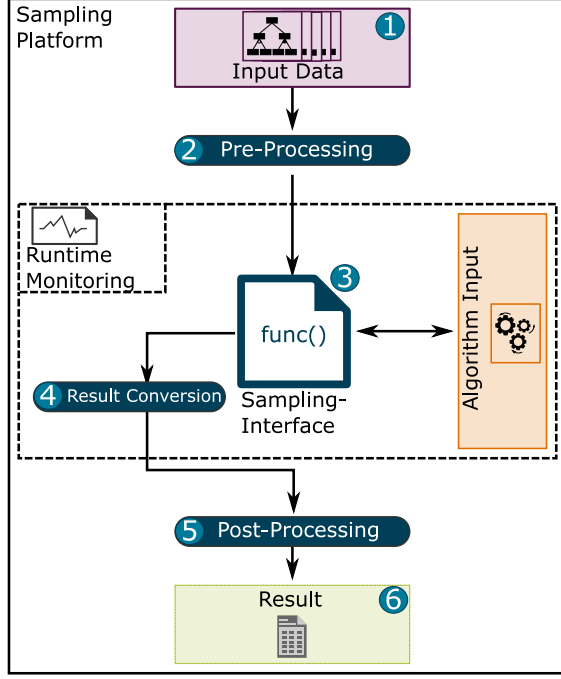 Sampling
Platform
1
Input Data
2 Pre-Processing
Runtime
Monitoring
3
func()
Sampling-
Interface
Algorithm Input
4 Result Conversion
5 Post-Processing
Result
6